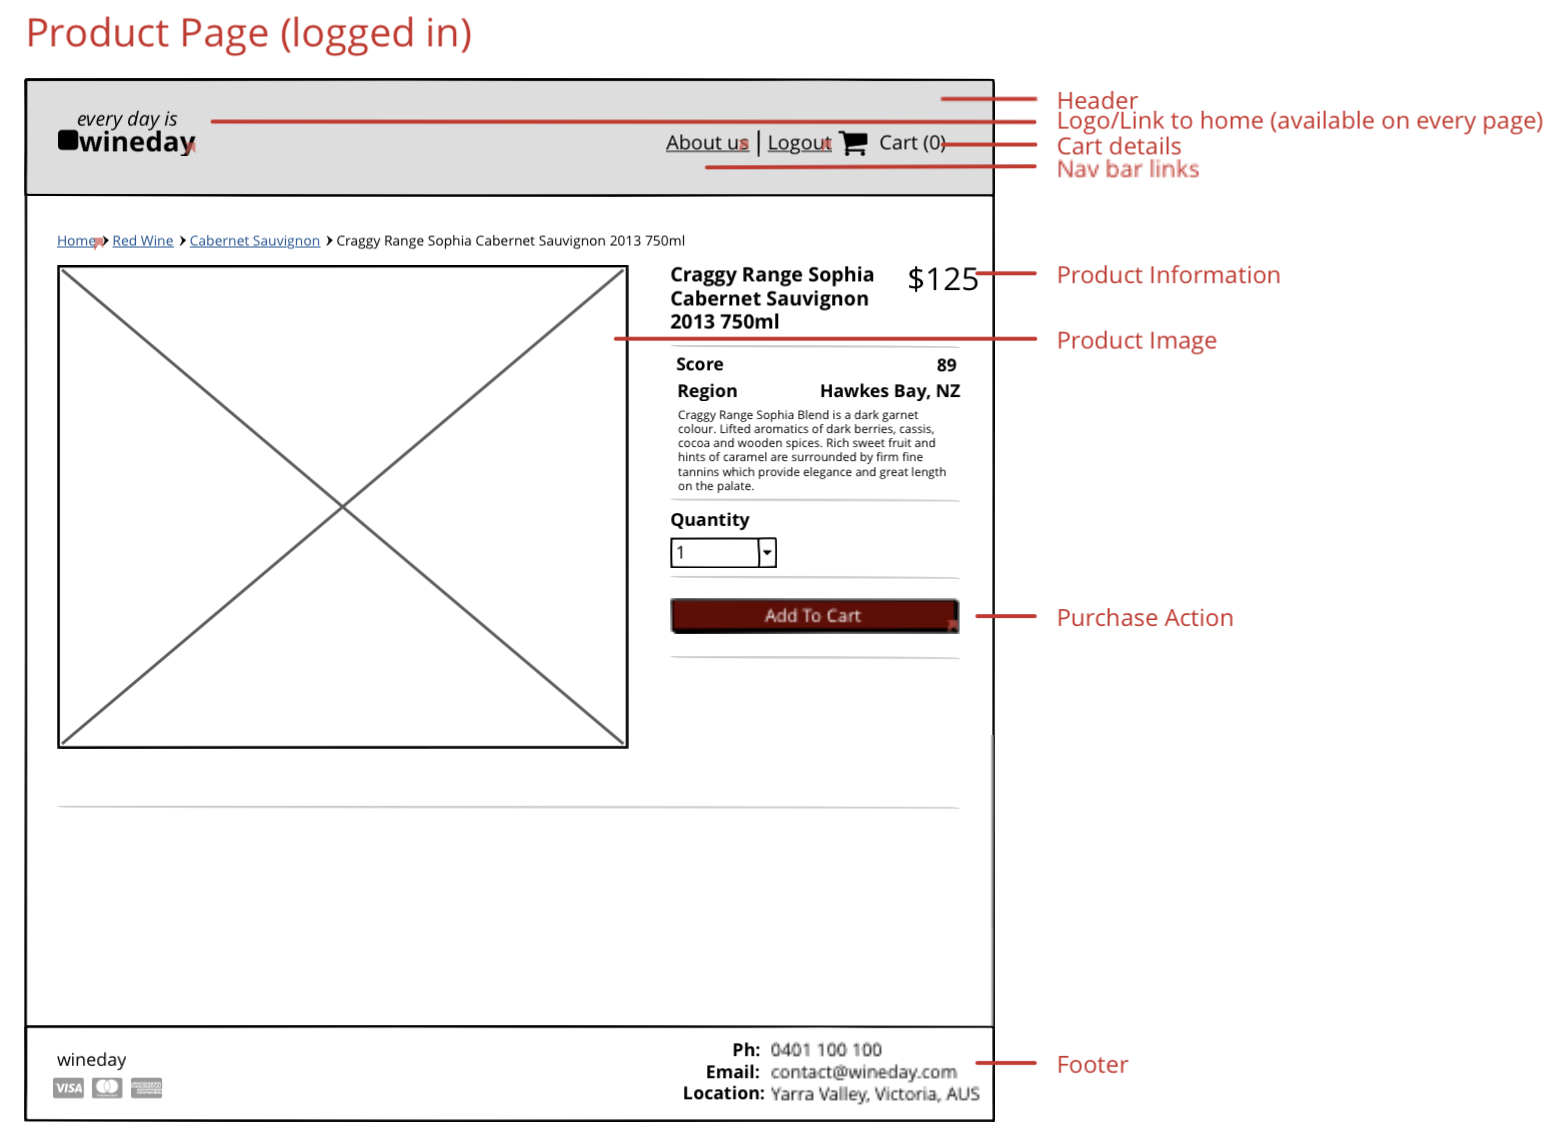 Product Page (logged in)
Header
every day is
Logo/Link to home (available on every page)
wineday
About us | Logout Cart (0)
Cart details
Nav bar links
Home Red Wine Cabernet Sauvignon Craggy Range Sophia Cabernet Sauvignon 2013 750ml
Craggy Range Sophia
Cabernet Sauvignon
2013 750ml
$125
Product Information
Product Image
Score 89
Region Hawkes Bay, NZ
Craggy Range Sophia Blend is a dark garnet
colour. Lifted aromatics of dark berries, cassis,
cocoa and wooden spices. Rich sweet fruit and
hints of caramel are surrounded by firm fine
tannins which provide elegance and great length
on the palate.
Quantity
1
Add To Cart
Purchase Action
wineday
VISA
Ph: 0401 100 100
Email: contact@wineday.com
Location: Yarra Valley, Victoria, AUS
Footer